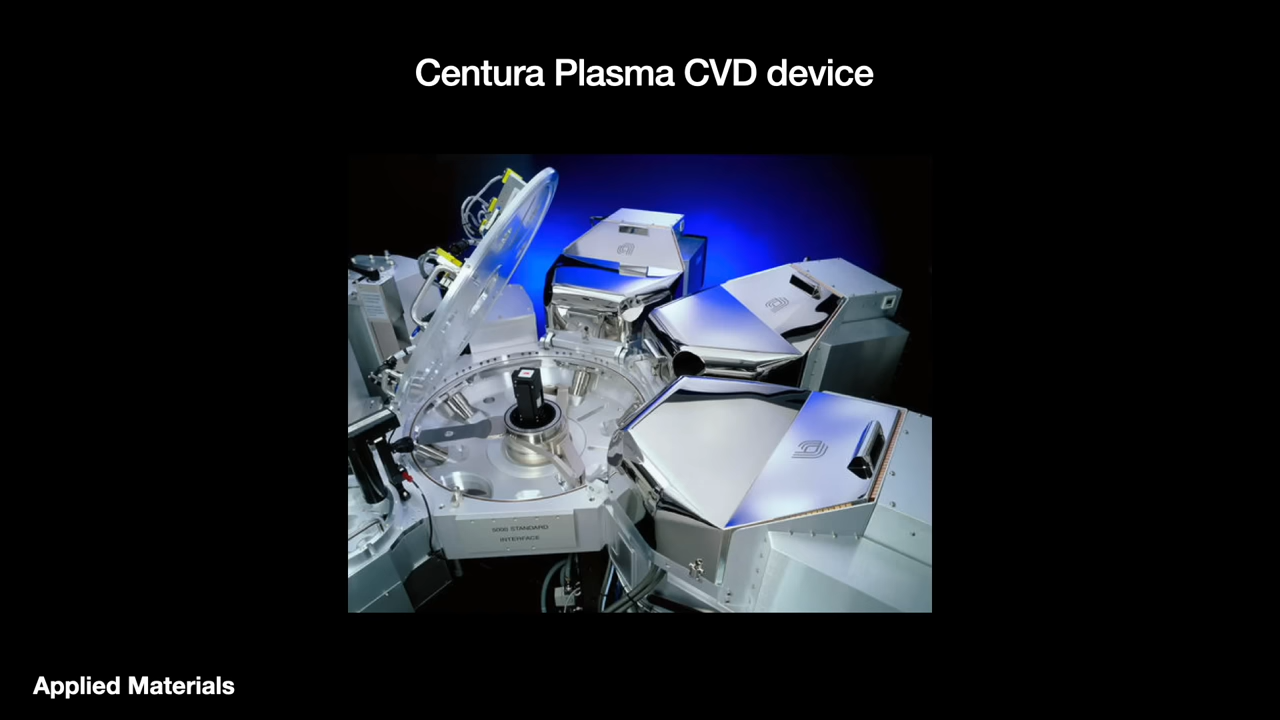 Centura Plasma CVD device
5000 STANDARD
INTERFACE
Applied Materials